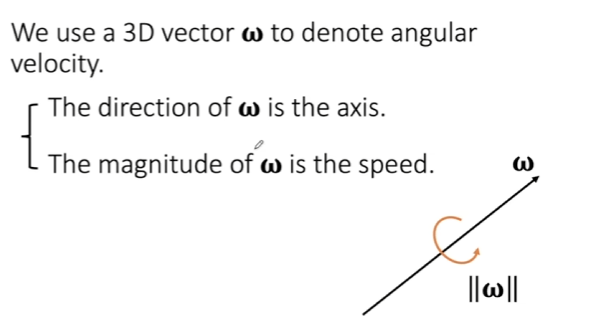 We use a 3D vector ω to denote angular
velocity.
The direction of ω is the axis.
The magnitude of ω is the speed.
ω
||ω||